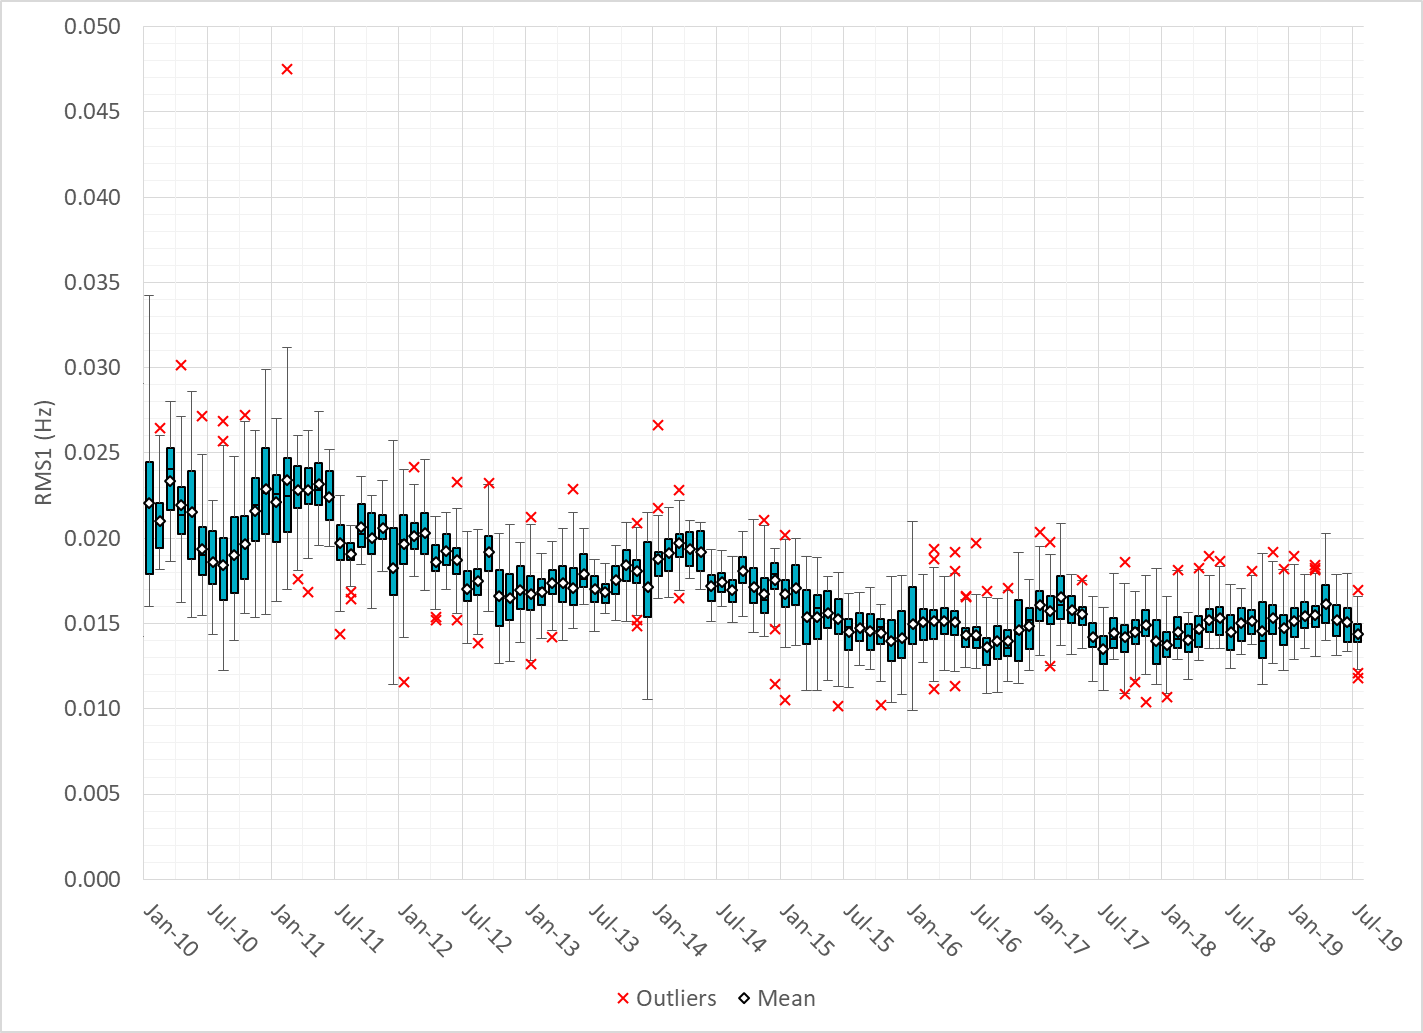 0.050
0.045
0.040
0.035
0.030
0.025
0.020
0.015
0.010
0.005
0.000
RMS1 (Hz)
Jan-10
Jul-10
Jan-11
Jul-11
Jan-12
Jul-12
Jan-13
Jul-13
Jan-14
Jul-14
Jan-15
Jul-15
Jan-16
Jul-16
Jan-17
Jul-17
Jan-18
Jul-18
Jan-19
Jul-19
Outliers Mean